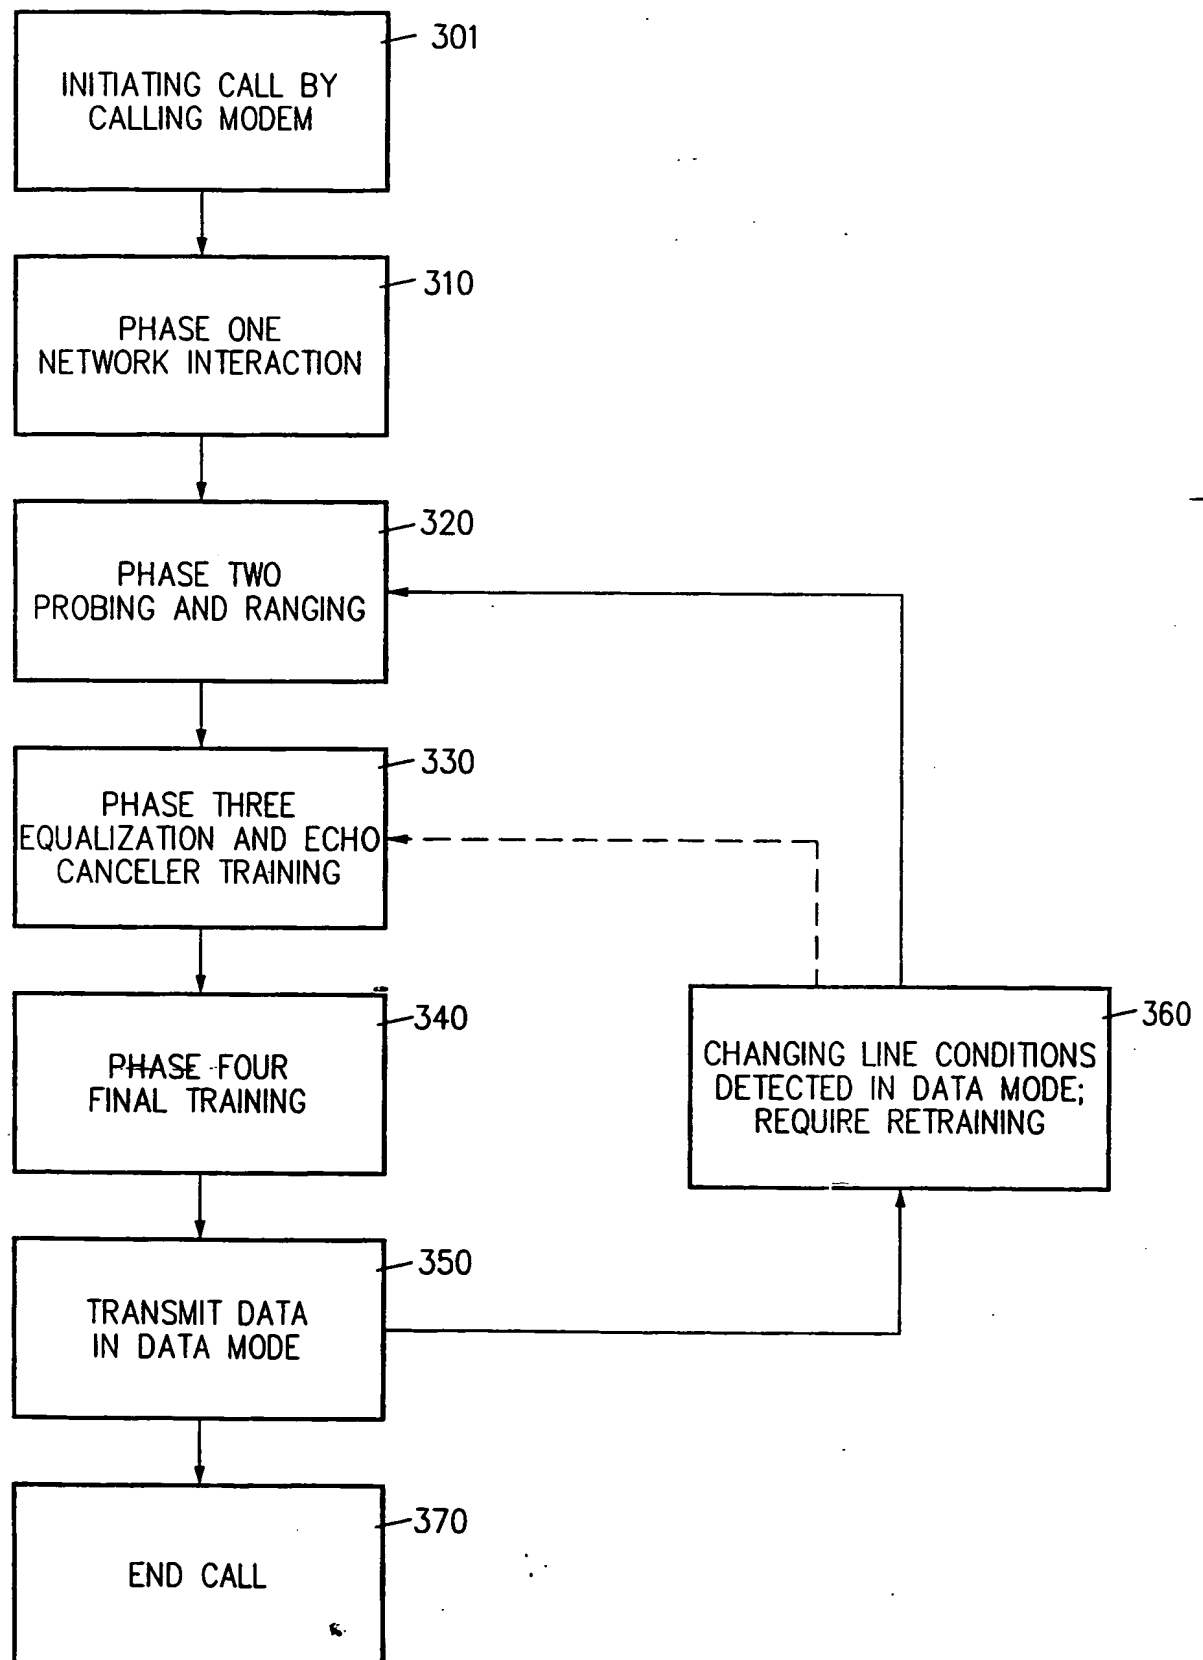 301
INITIATING CALL BY
CALLING MODEM
310
PHASE ONE
NETWORK INTERACTION
320
PHASE TWO
PROBING AND RANGING
330
PHASE THREE
EQUALIZATION AND ECHO
CANCELER TRAINING
340
PHASE FOUR
FINAL TRAINING
360
CHANGING LINE CONDITIONS
DETECTED IN DATA MODE;
REQUIRE RETRAINING
350
TRANSMIT DATA
IN DATA MODE
370
END CALL